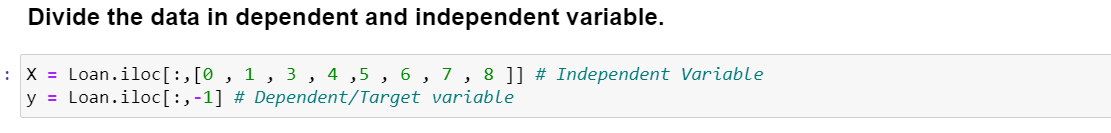 Divide the data in dependent and independent variable.
: X = Loan.iloc[:,[0 , 1 , 3 , 4 ,5 , 6 , 7 , 8 ]] # Independent Variable
y = Loan.iloc[:,-1] # Dependent/Target variable